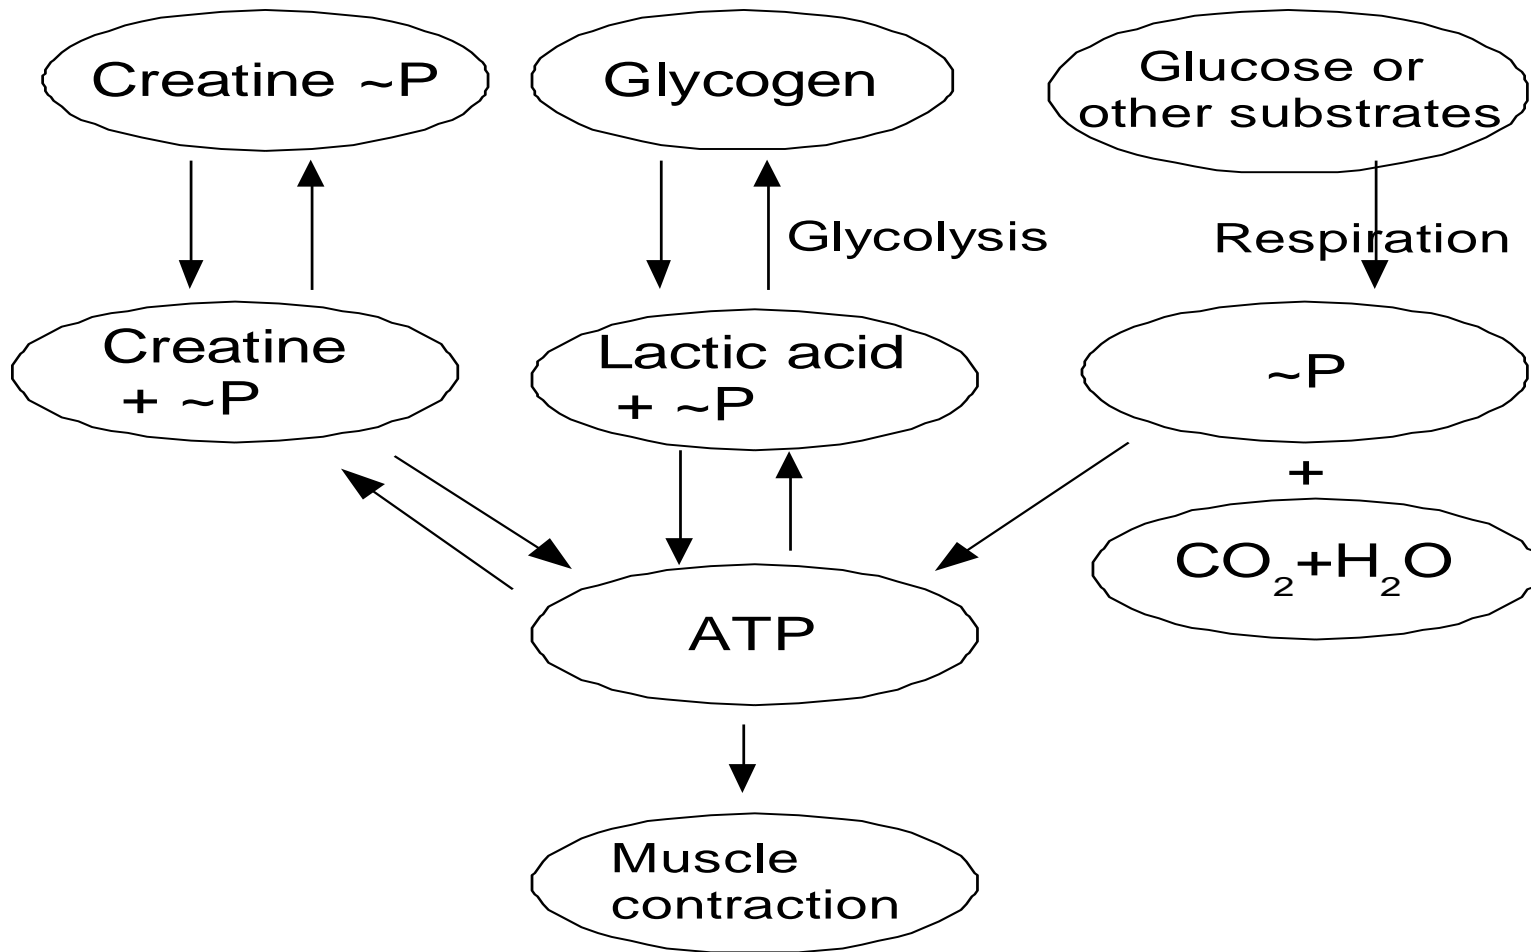 Creatine ~P
Glycogen
Glucose or
other substrates
Glycolysis
Respiration
Creatine
+ ~P
Lactic acid
+ ~P
~P
+
CO₂+H₂O
ATP
Muscle
contraction